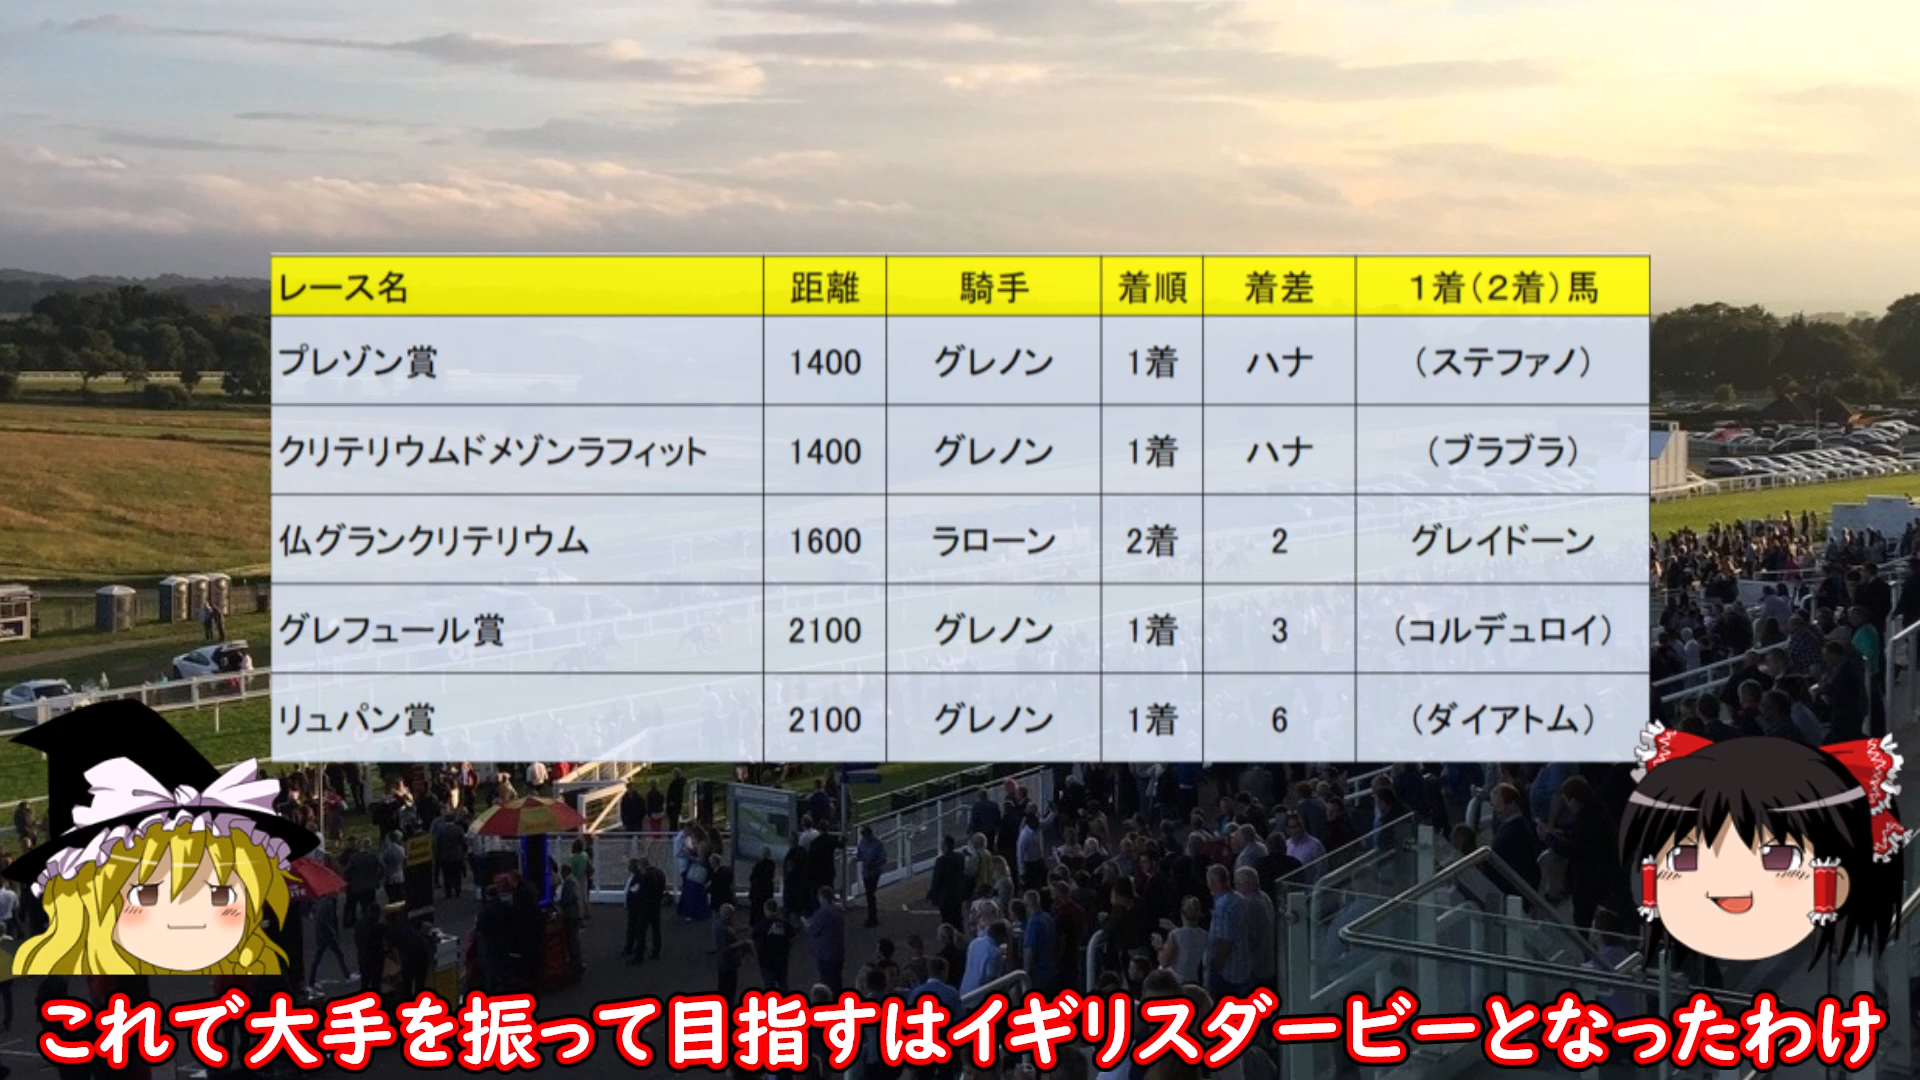 レース名 距離 騎手 着順 着差 1着(2着)馬
プレゾン賞 1400 グレノン 1着 ハナ (ステファノ)
クリテリウムドメゾンラフィット 1400 グレノン 1着 ハナ (ブラブラ)
仏グランクリテリウム 1600 ラローン 2着 2 グレイドーン
グレフュール賞 2100 グレノン 1着 3 (コルデュロイ)
リュパン賞 2100 グレノン 1着 6 (ダイアトム)
これで大手を振って目指すはイギリスダービーとなったわけ